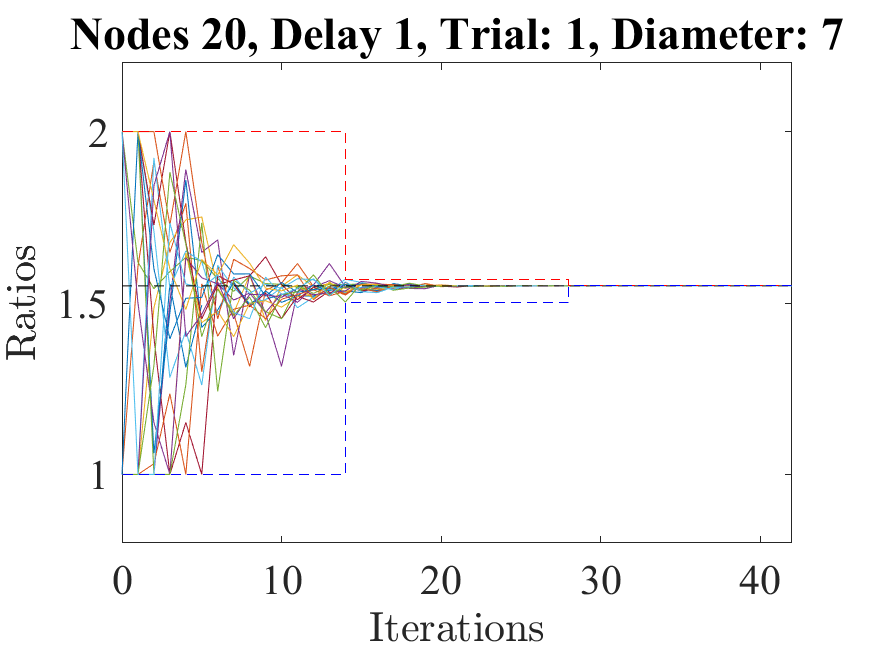 Nodes 20, Delay 1, Trial: 1, Diameter: 7
2
1.5
1
Ratios
0 10 20 30 40
Iterations